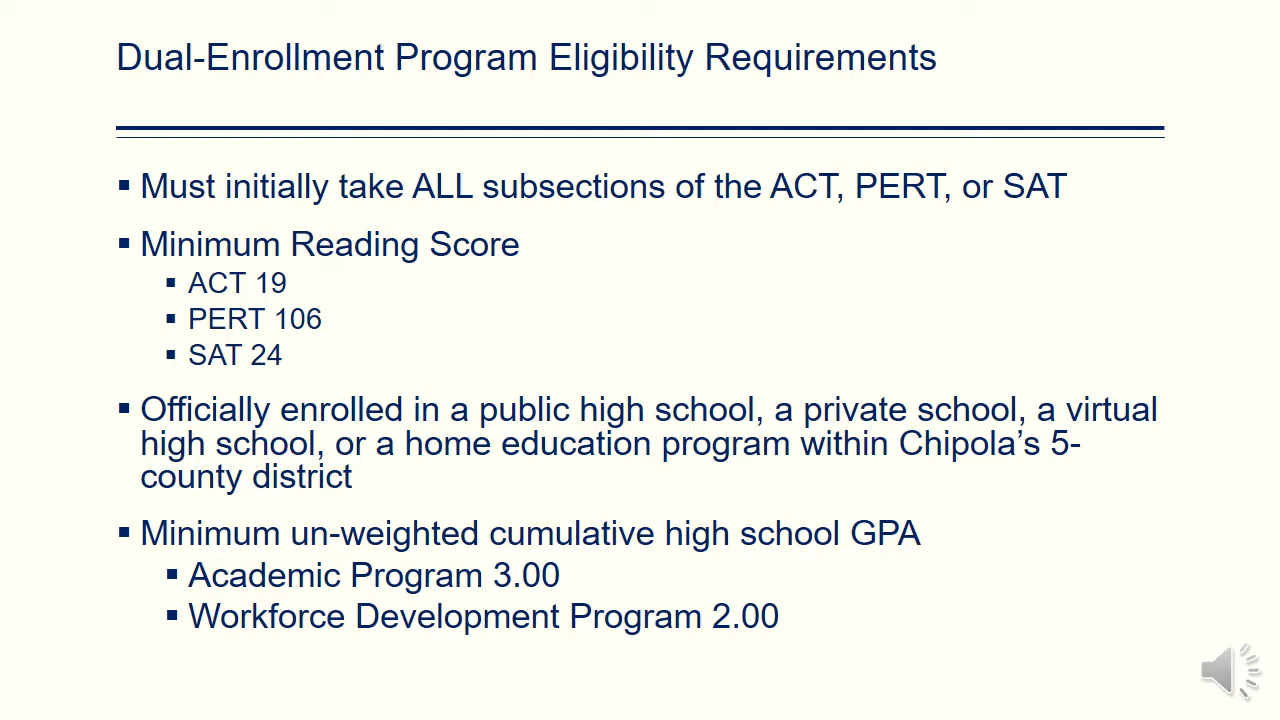 Dual-Enrollment Program Eligibility Requirements
▪ Must initially take ALL subsections of the ACT, PERT, or SAT
▪ Minimum Reading Score
▪ ACT 19
▪ PERT 106
▪ SAT 24
▪ Officially enrolled in a public high school, a private school, a virtual
high school, or a home education program within Chipola’s 5-
county district
▪ Minimum un-weighted cumulative high school GPA
▪ Academic Program 3.00
▪ Workforce Development Program 2.00